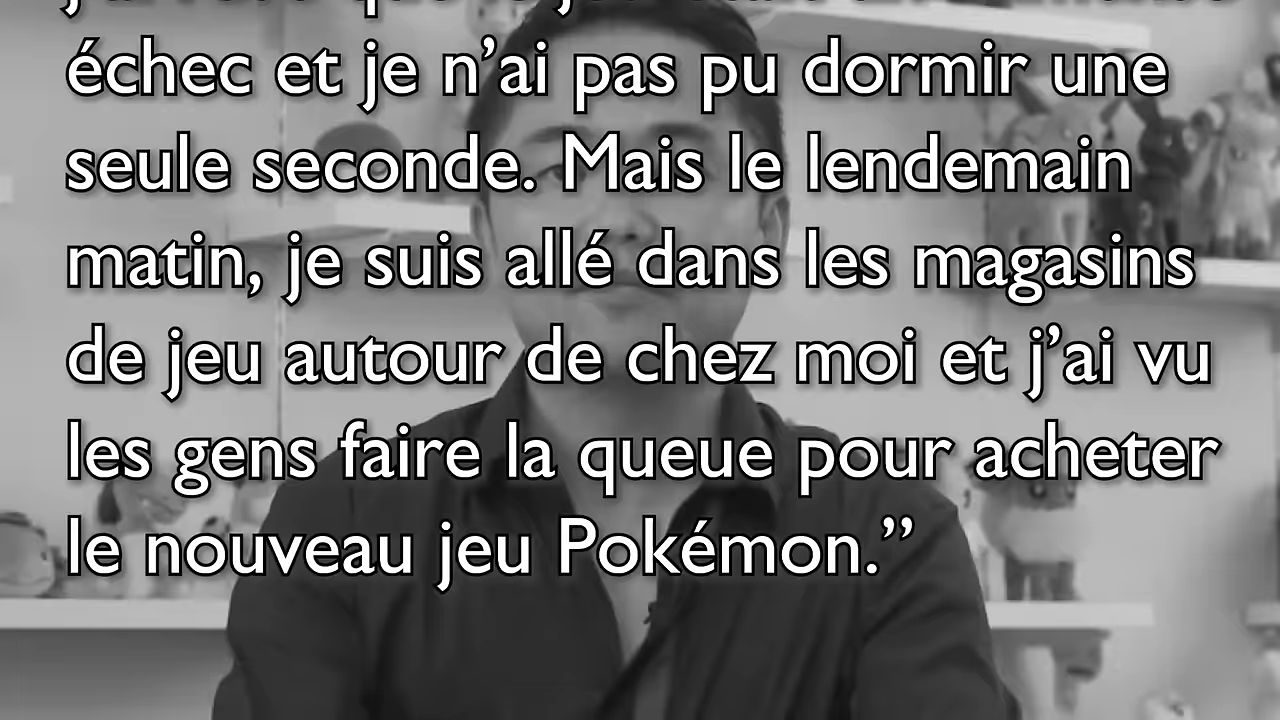 échec et je n’ai pas pu dormir une
seule seconde. Mais le lendemain
matin, je suis allé dans les magasins
de jeu autour de chez moi et j’ai vu
les gens faire la queue pour acheter
le nouveau jeu Pokémon.”